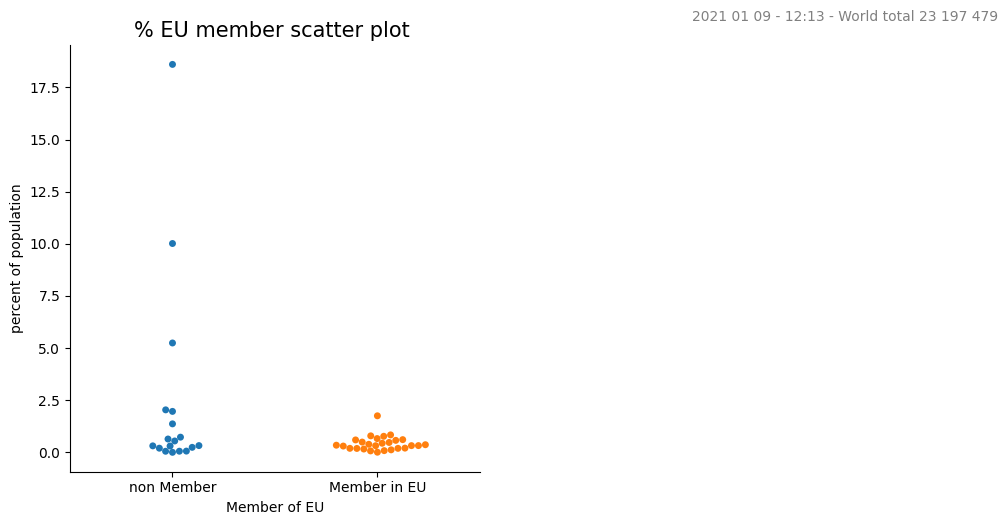 2021 01 09 - 12:13 - World total 23 197 479
% EU member scatter plot
17.5
15.0
12.5
10.0
7.5
5.0
2.5
0.0
percent of population
non Member
Member in EU
Member of EU